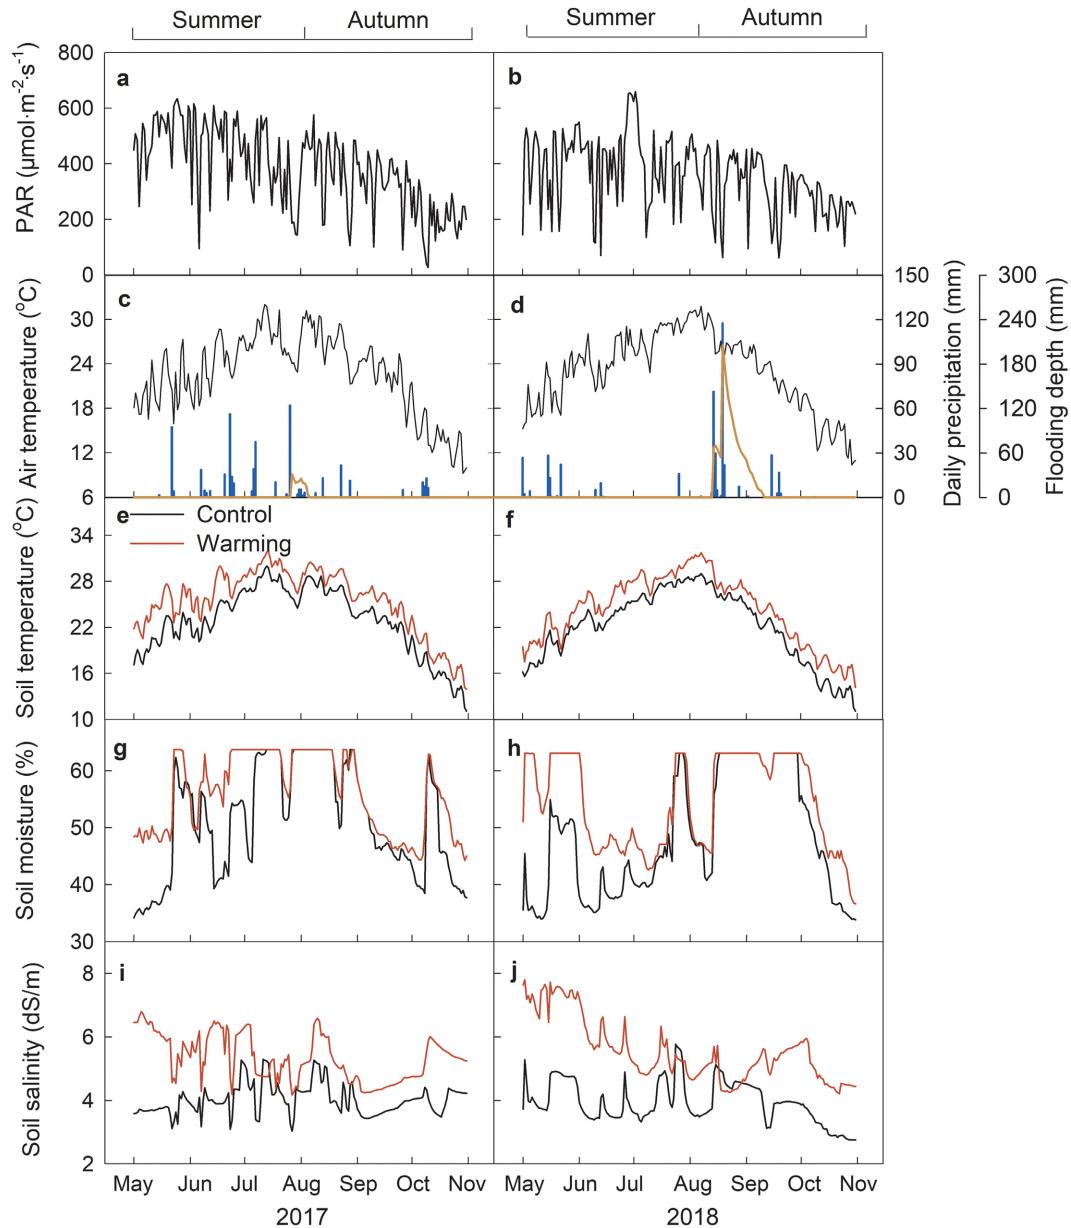 Summer Autumn Summer Autumn
PAR (μmol·m⁻²·s⁻¹)
800
600
400
200
0
a
b
Air temperature (°C)
30
24
18
12
6
c
d
150
120
90
60
30
0
Daily precipitation (mm)
300
240
180
120
60
0
Flooding depth (mm)
Soil temperature (°C)
34
28
22
16
10
e
Control
Warming
f
Soil moisture (%)
60
50
40
30
g
h
Soil salinity (dS/m)
8
6
4
2
i
j
May Jun Jul Aug Sep Oct Nov May Jun Jul Aug Sep Oct Nov
2017 2018